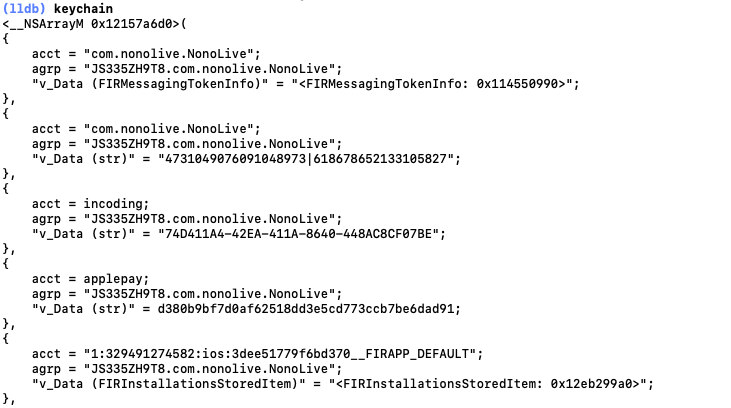 (lldb) keychain
<__NSArrayM 0x12157a6d0>(
{
    acct = "com.nonolive.NonoLive";
    agrp = "JS335ZH9T8.com.nonolive.NonoLive";
    "v_Data (FIRMessagingTokenInfo)" = "<FIRMessagingTokenInfo: 0x114550990>";
},
{
    acct = "com.nonolive.NonoLive";
    agrp = "JS335ZH9T8.com.nonolive.NonoLive";
    "v_Data (str)" = "4731049076091048973|618678652133105827";
},
{
    acct = incoding;
    agrp = "JS335ZH9T8.com.nonolive.NonoLive";
    "v_Data (str)" = "74D411A4-42EA-411A-8640-448AC8CF07BE";
},
{
    acct = applepay;
    agrp = "JS335ZH9T8.com.nonolive.NonoLive";
    "v_Data (str)" = d380b9bf7d0af62518dd3e5cd773ccb7be6dad91;
},
{
    acct = "1:329491274582:ios:3dee51779f6bd370__FIRAPP_DEFAULT";
    agrp = "JS335ZH9T8.com.nonolive.NonoLive";
    "v_Data (FIRInstallationsStoredItem)" = "<FIRInstallationsStoredItem: 0x12eb299a0>";
},